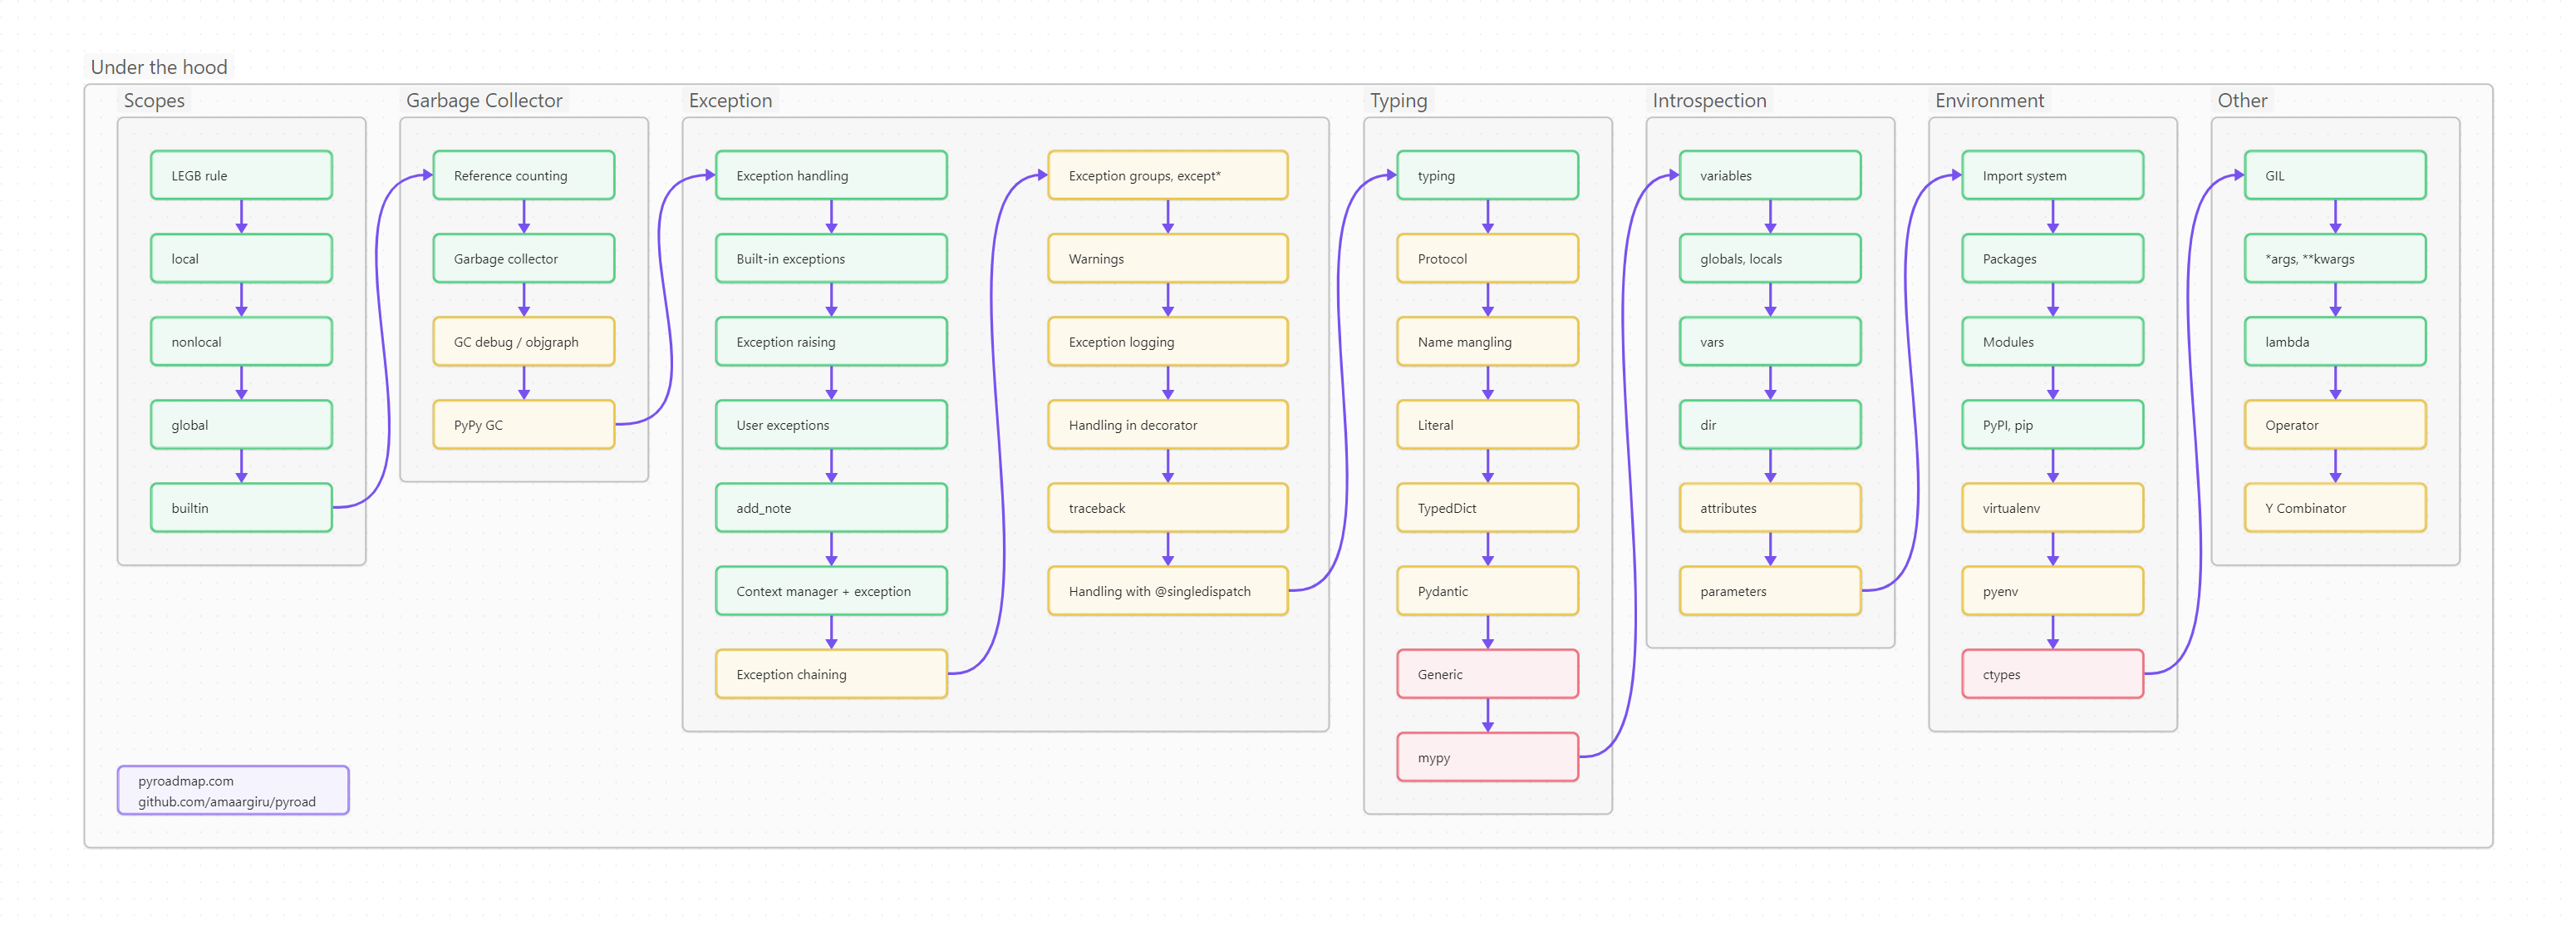 Under the hood
Scopes
LEGB rule
local
nonlocal
global
builtin
Garbage Collector
Reference counting
Garbage collector
GC debug / objgraph
PyPy GC
Exception
Exception handling
Built-in exceptions
Exception raising
User exceptions
add_note
Context manager + exception
Exception chaining
Exception groups, except*
Warnings
Exception logging
Handling in decorator
traceback
Handling with @singledispatch
Typing
typing
Protocol
Name mangling
Literal
TypedDict
Pydantic
Generic
mypy
Introspection
variables
globals, locals
vars
dir
attributes
parameters
Environment
Import system
Packages
Modules
PyPI, pip
virtualenv
pyenv
ctypes
Other
GIL
*args, **kwargs
lambda
Operator
Y Combinator
pyroadmap.com
github.com/amaargiru/pyroad